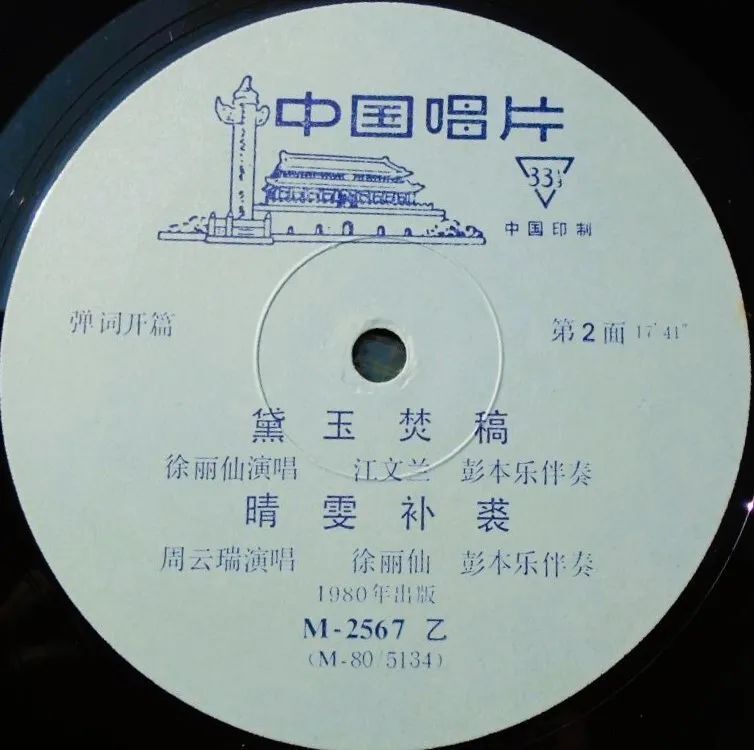 中国唱片
33⅓
中国印制
弹词开篇
第2面 17′41″
黛玉焚稿
徐丽仙演唱 江文兰 彭本乐伴奏
晴雯补裘
周云瑞演唱 徐丽仙 彭本乐伴奏
1980年出版
M-2567 乙
(M-80/5134)